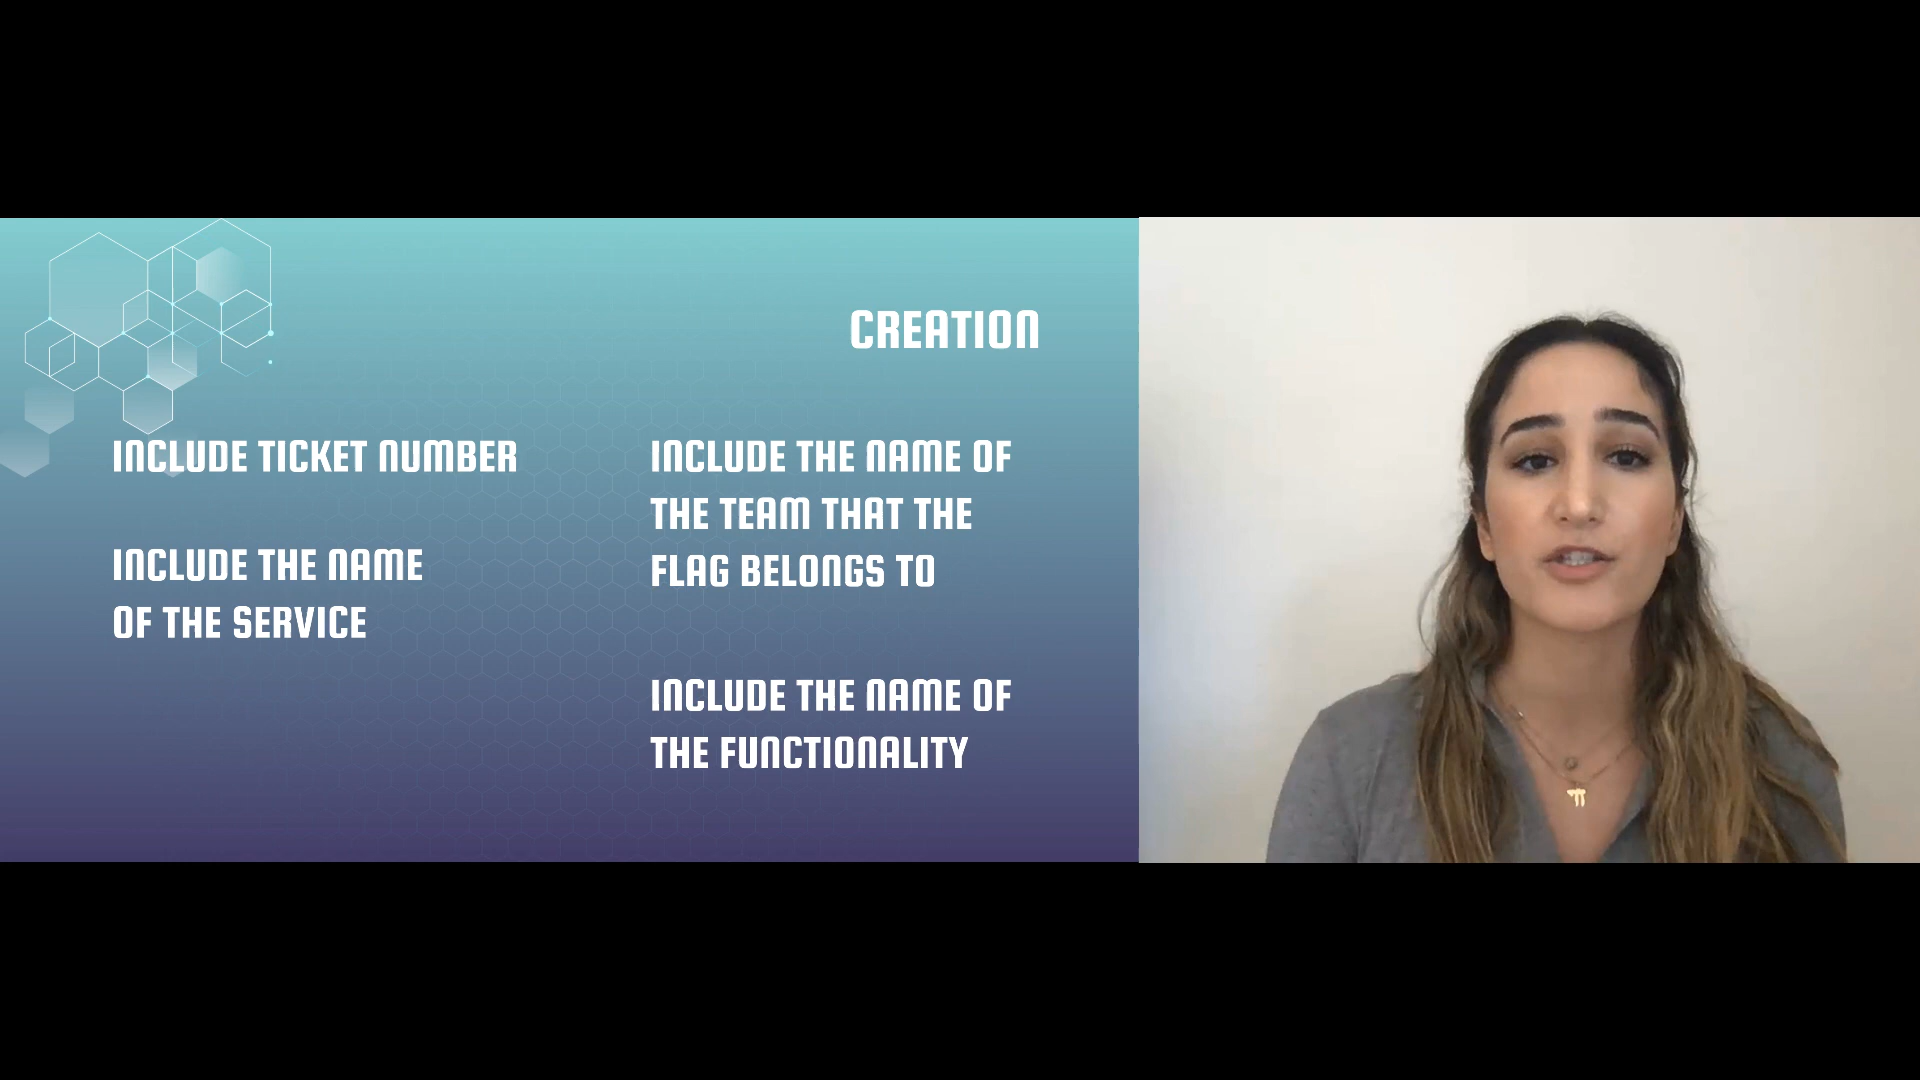 CREATION
INCLUDE TICKET NUMBER
INCLUDE THE NAME
OF THE SERVICE
INCLUDE THE NAME OF
THE TEAM THAT THE
FLAG BELONGS TO
INCLUDE THE NAME OF
THE FUNCTIONALITY